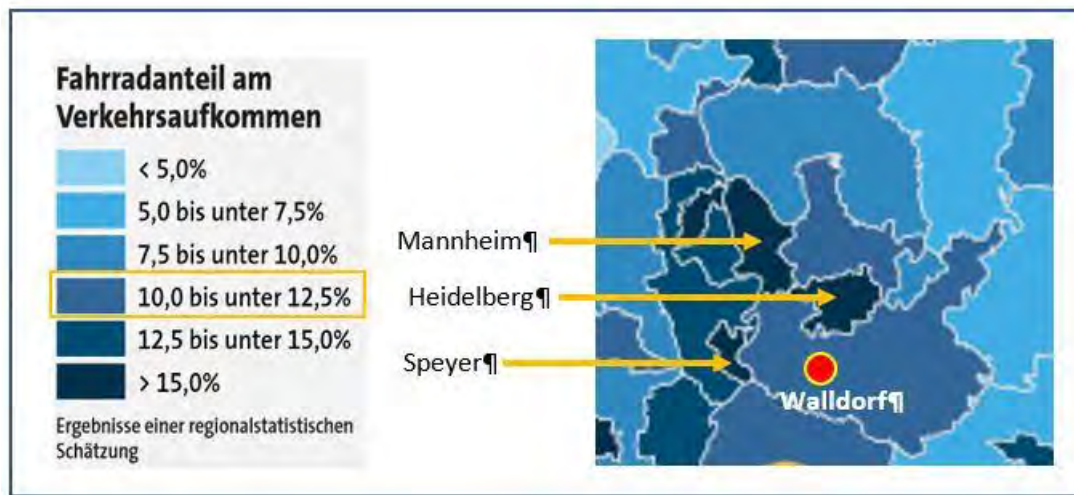 Fahrradanteil am
Verkehrsaufkommen
< 5,0%
5,0 bis unter 7,5%
7,5 bis unter 10,0%
10,0 bis unter 12,5%
12,5 bis unter 15,0%
> 15,0%
Ergebnisse einer regionalstatistischen
Schätzung
Mannheim¶
Heidelberg¶
Speyer¶
Walldorf¶